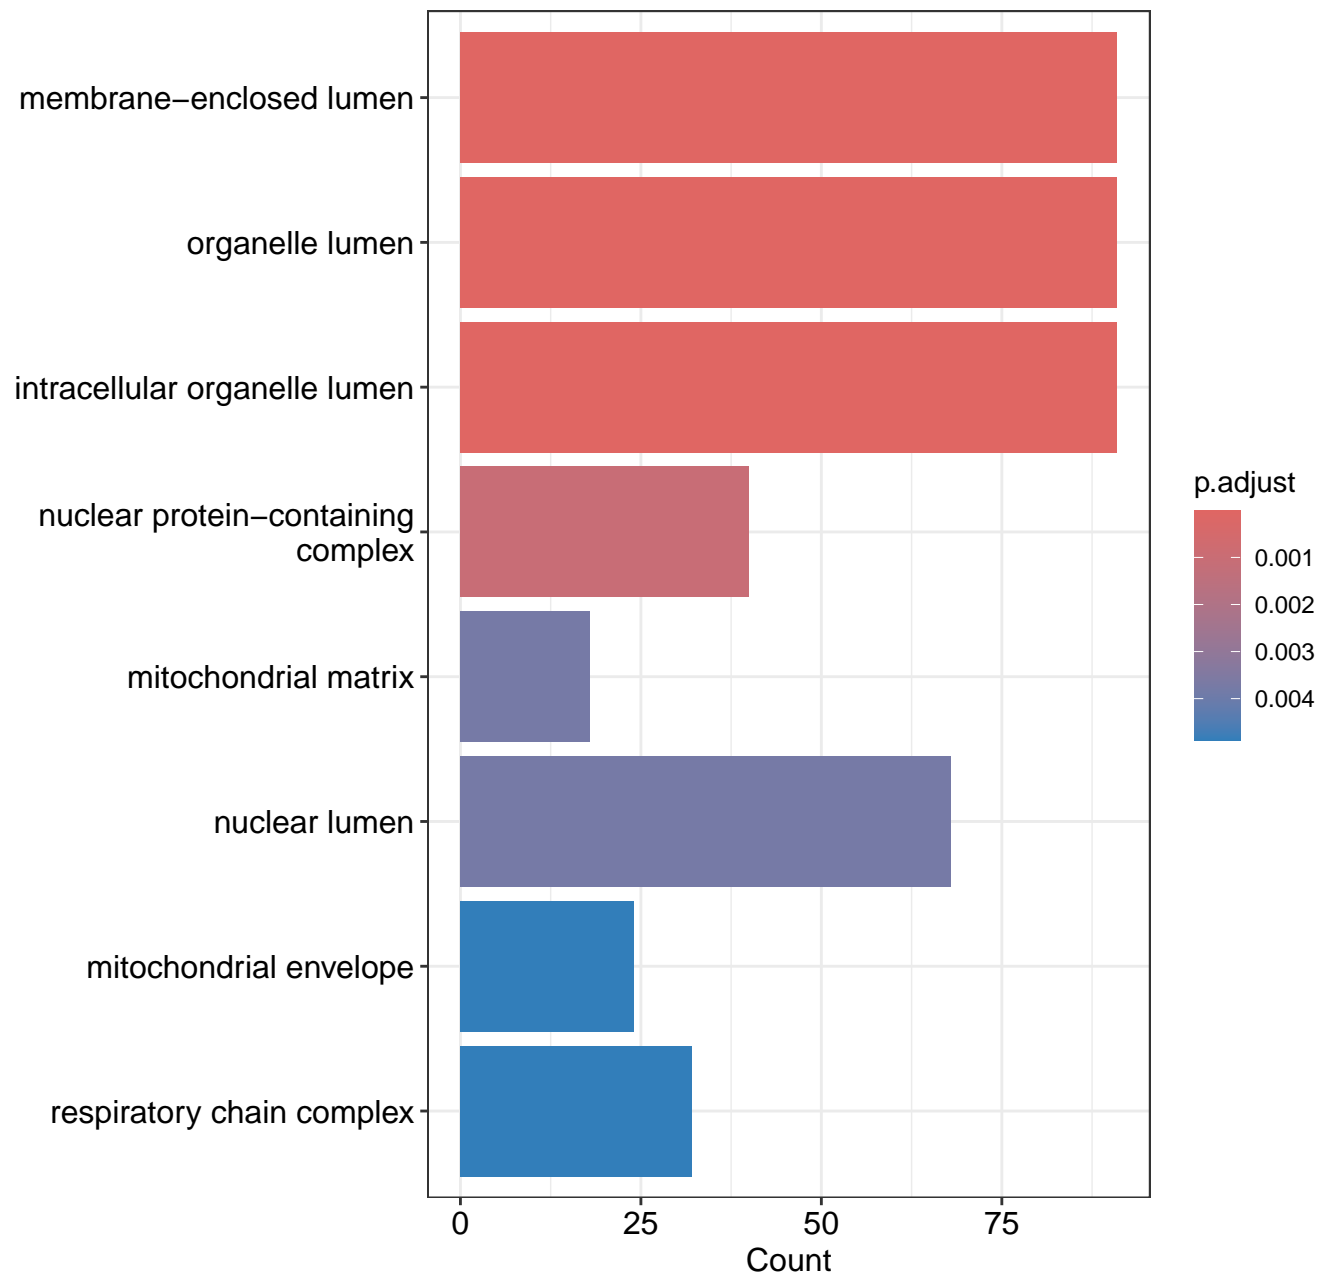 membrane−enclosed lumen
organelle lumen
intracellular organelle lumen
nuclear protein−containing
complex
mitochondrial matrix
nuclear lumen
mitochondrial envelope
respiratory chain complex
0 25 50 75
Count
p.adjust
0.001
0.002
0.003
0.004